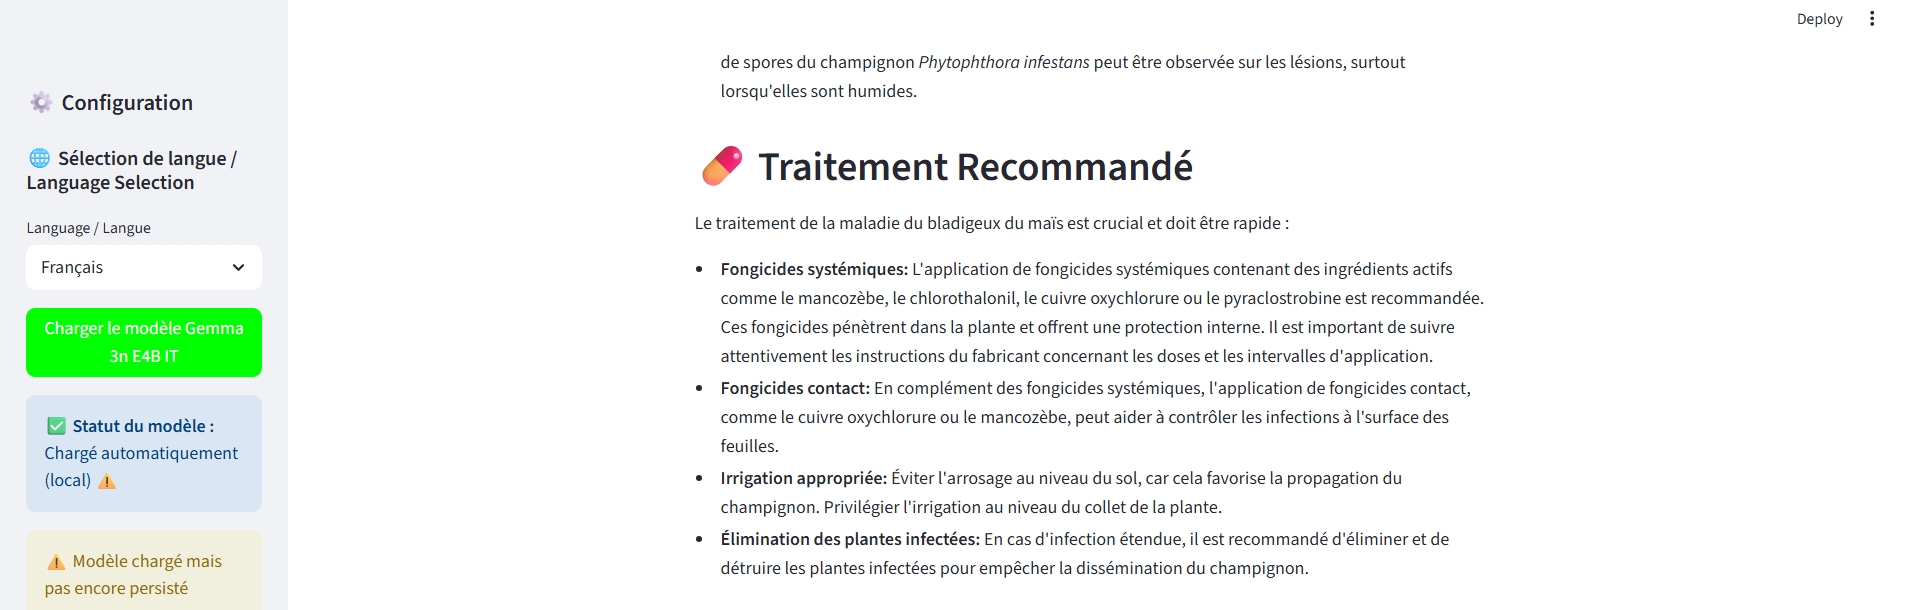 Deploy
Configuration
Sélection de langue /
Language Selection
Language / Langue
Français
Charger le modèle Gemma
3n E4B IT
Statut du modèle :
Chargé automatiquement
(local)
Modèle chargé mais
pas encore persisté
de spores du champignon Phytophthora infestans peut être observée sur les lésions, surtout
lorsqu'elles sont humides.
Traitement Recommandé
Le traitement de la maladie du bladigeux du maïs est crucial et doit être rapide :
Fongicides systémiques: L'application de fongicides systémiques contenant des ingrédients actifs
comme le mancozèbe, le chlorothalonil, le cuivre oxychlorure ou le pyraclostrobine est recommandée.
Ces fongicides pénètrent dans la plante et offrent une protection interne. Il est important de suivre
attentivement les instructions du fabricant concernant les doses et les intervalles d'application.
Fongicides contact: En complément des fongicides systémiques, l'application de fongicides contact,
comme le cuivre oxychlorure ou le mancozèbe, peut aider à contrôler les infections à l'surface des
feuilles.
Irrigation appropriée: Éviter l'arrosage au niveau du sol, car cela favorise la propagation du
champignon. Privilégier l'irrigation au niveau du collet de la plante.
Élimination des plantes infectées: En cas d'infection étendue, il est recommandé d'éliminer et de
détruire les plantes infectées pour empêcher la dissémination du champignon.